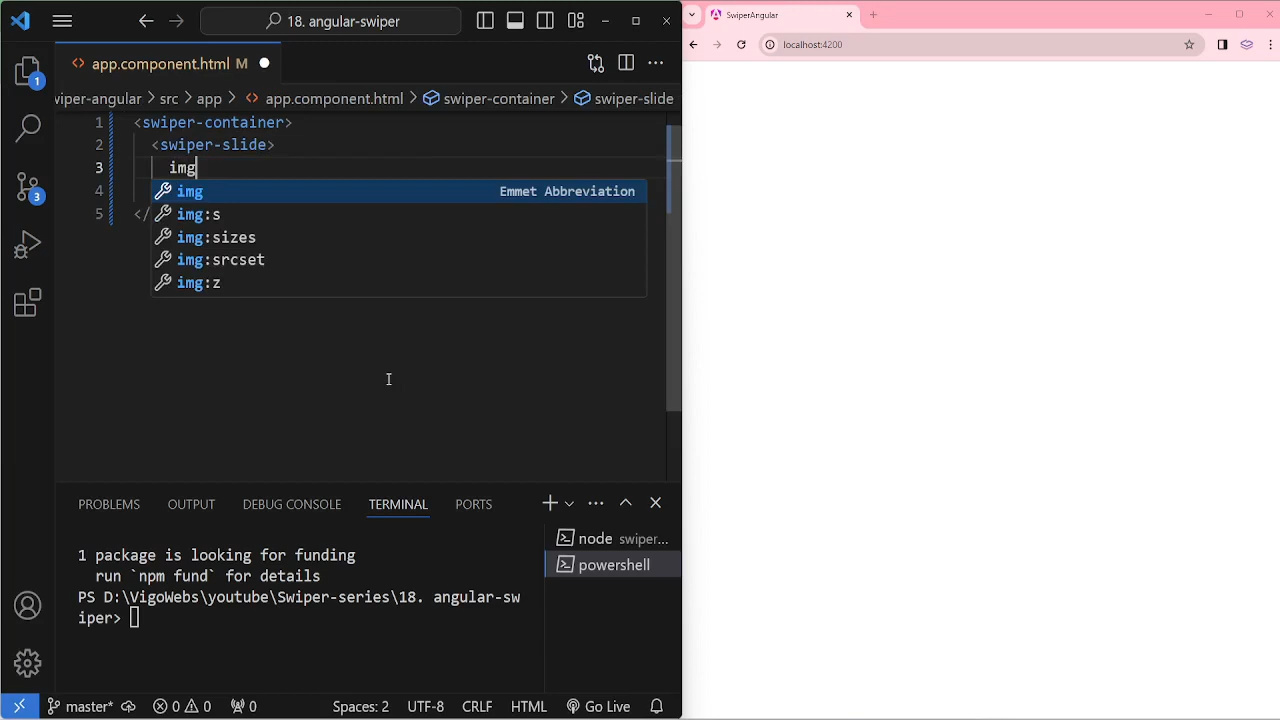 18. angular-swiper
app.component.html M
wiper-angular > src > app > app.component.html > swiper-container > swiper-slide
1 <swiper-container>
2 <swiper-slide>
3 img
4
5 </
img Emmet Abbreviation
img:s
img:sizes
img:srcset
img:z
PROBLEMS OUTPUT DEBUG CONSOLE TERMINAL PORTS
1 package is looking for funding
run `npm fund` for details
PS D:\VigoWebs\youtube\Swiper-series\18. angular-sw
iper>
node swiper...
powershell
1
3
master* 0 0 0 Spaces: 2 UTF-8 CRLF HTML Go Live
SwiperAngular
localhost:4200